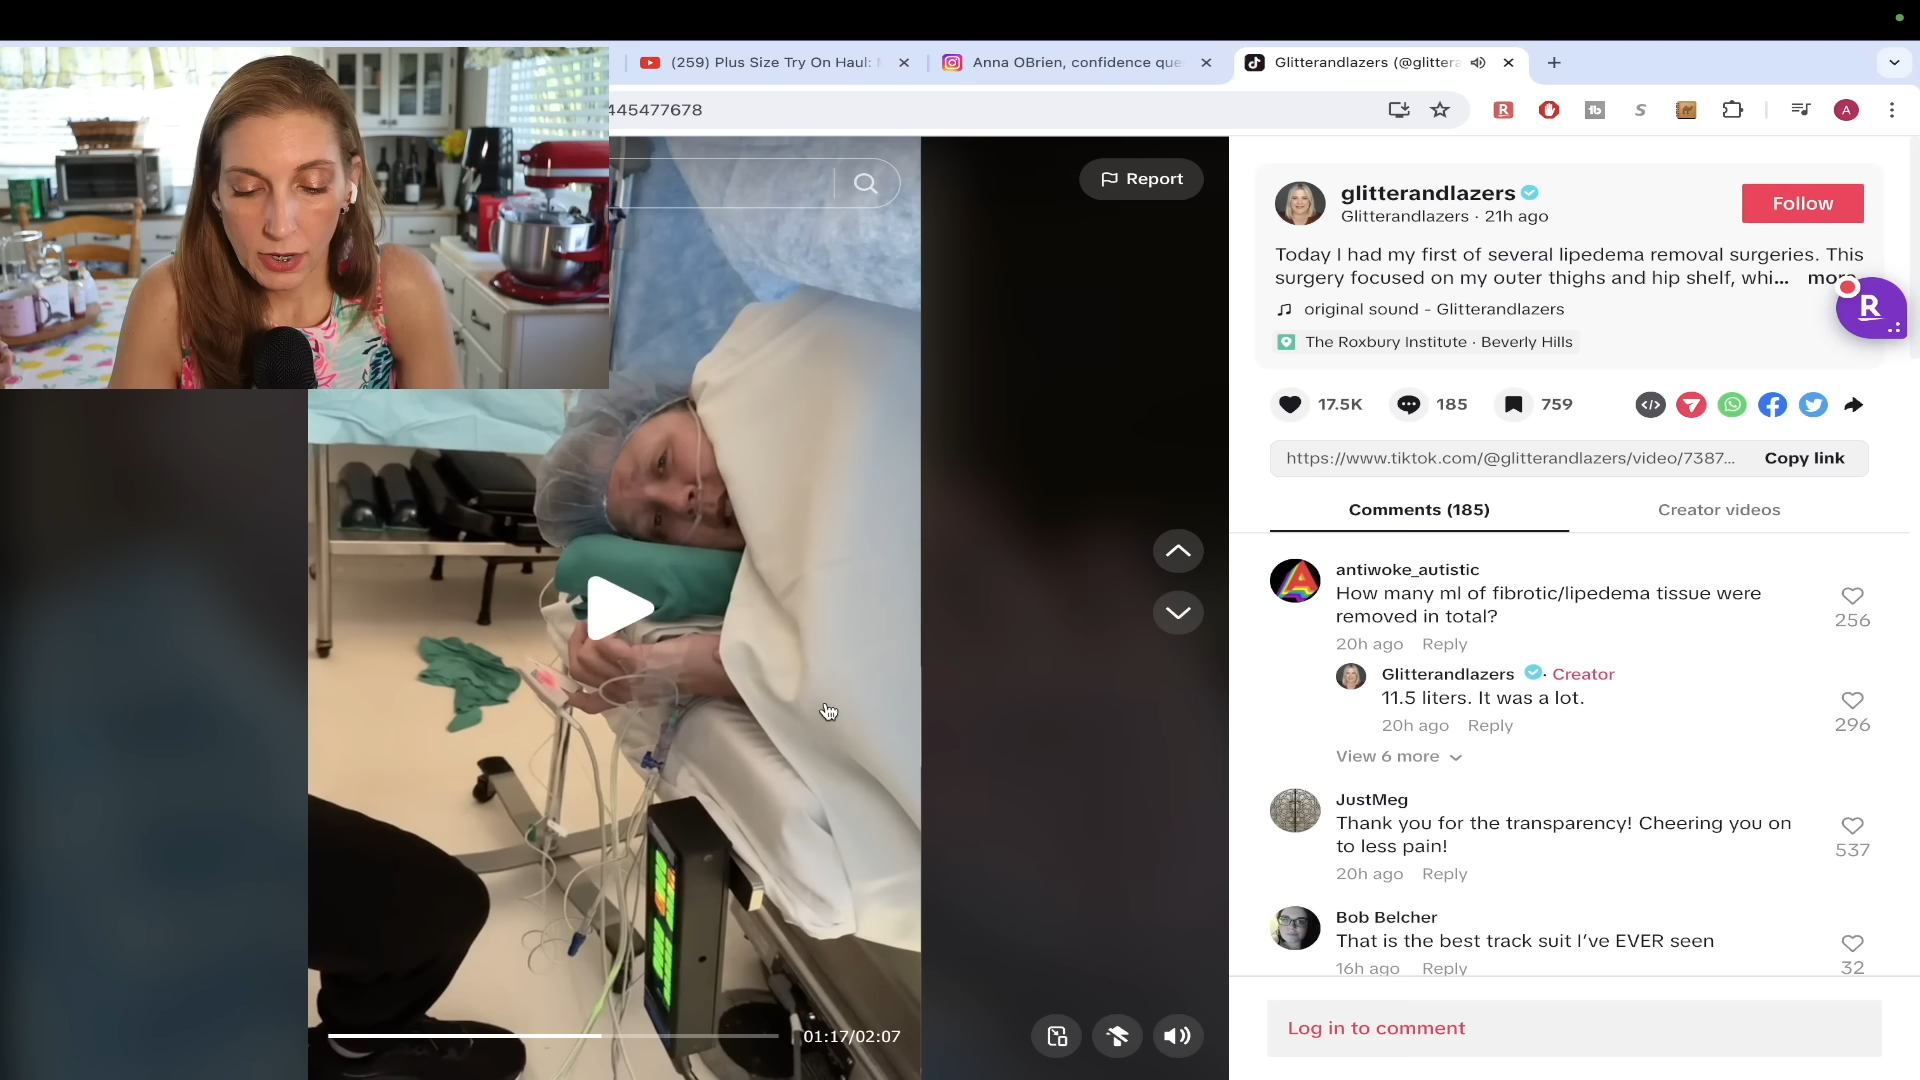 (259) Plus Size Try On Haul:
Anna OBrien, confidence que
Glitterandlazers (@glittera
445477678
A
Report
glitterandlazers
Glitterandlazers · 21h ago
Follow
Today I had my first of several lipedema removal surgeries. This
surgery focused on my outer thighs and hip shelf, whi... more
R
original sound - Glitterandlazers
The Roxbury Institute · Beverly Hills
17.5K
185
759
https://www.tiktok.com/@glitterandlazers/video/7387...
Copy link
Comments (185)
Creator videos
antiwoke_autistic
How many ml of fibrotic/lipedema tissue were
removed in total?
20h ago Reply
256
Glitterandlazers · Creator
11.5 liters. It was a lot.
20h ago Reply
296
View 6 more
JustMeg
Thank you for the transparency! Cheering you on
to less pain!
20h ago Reply
537
Bob Belcher
That is the best track suit I've EVER seen
16h ago Reply
32
01:17/02:07
Log in to comment